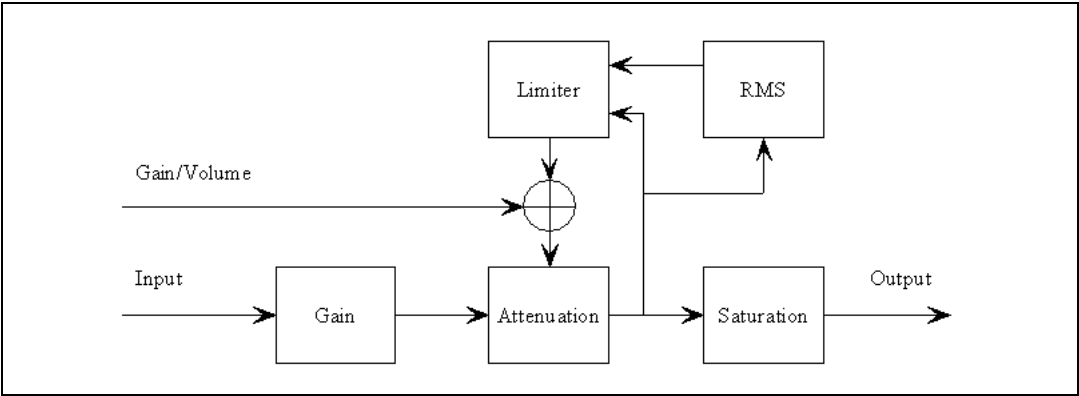 Limiter
RMS
Gain/Volume
Input
Output
Gain
Attenuation
Saturation